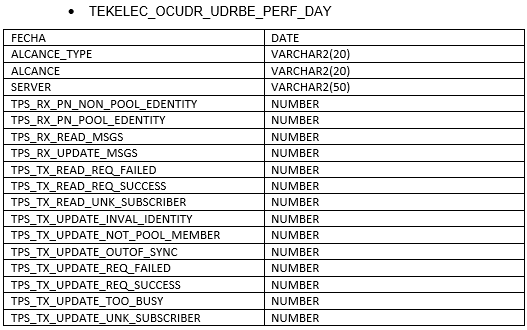 • TEKELEC_OCUDR_UDRBE_PERF_DAY
FECHA DATE
ALCANCE_TYPE VARCHAR2(20)
ALCANCE VARCHAR2(20)
SERVER VARCHAR2(50)
TPS_RX_PN_NON_POOL_EDENTITY NUMBER
TPS_RX_PN_POOL_EDENTITY NUMBER
TPS_RX_READ_MSGS NUMBER
TPS_RX_UPDATE_MSGS NUMBER
TPS_TX_READ_REQ_FAILED NUMBER
TPS_TX_READ_REQ_SUCCESS NUMBER
TPS_TX_READ_UNK_SUBSCRIBER NUMBER
TPS_TX_UPDATE_INVAL_IDENTITY NUMBER
TPS_TX_UPDATE_NOT_POOL_MEMBER NUMBER
TPS_TX_UPDATE_OUTOF_SYNC NUMBER
TPS_TX_UPDATE_REQ_FAILED NUMBER
TPS_TX_UPDATE_REQ_SUCCESS NUMBER
TPS_TX_UPDATE_TOO_BUSY NUMBER
TPS_TX_UPDATE_UNK_SUBSCRIBER NUMBER